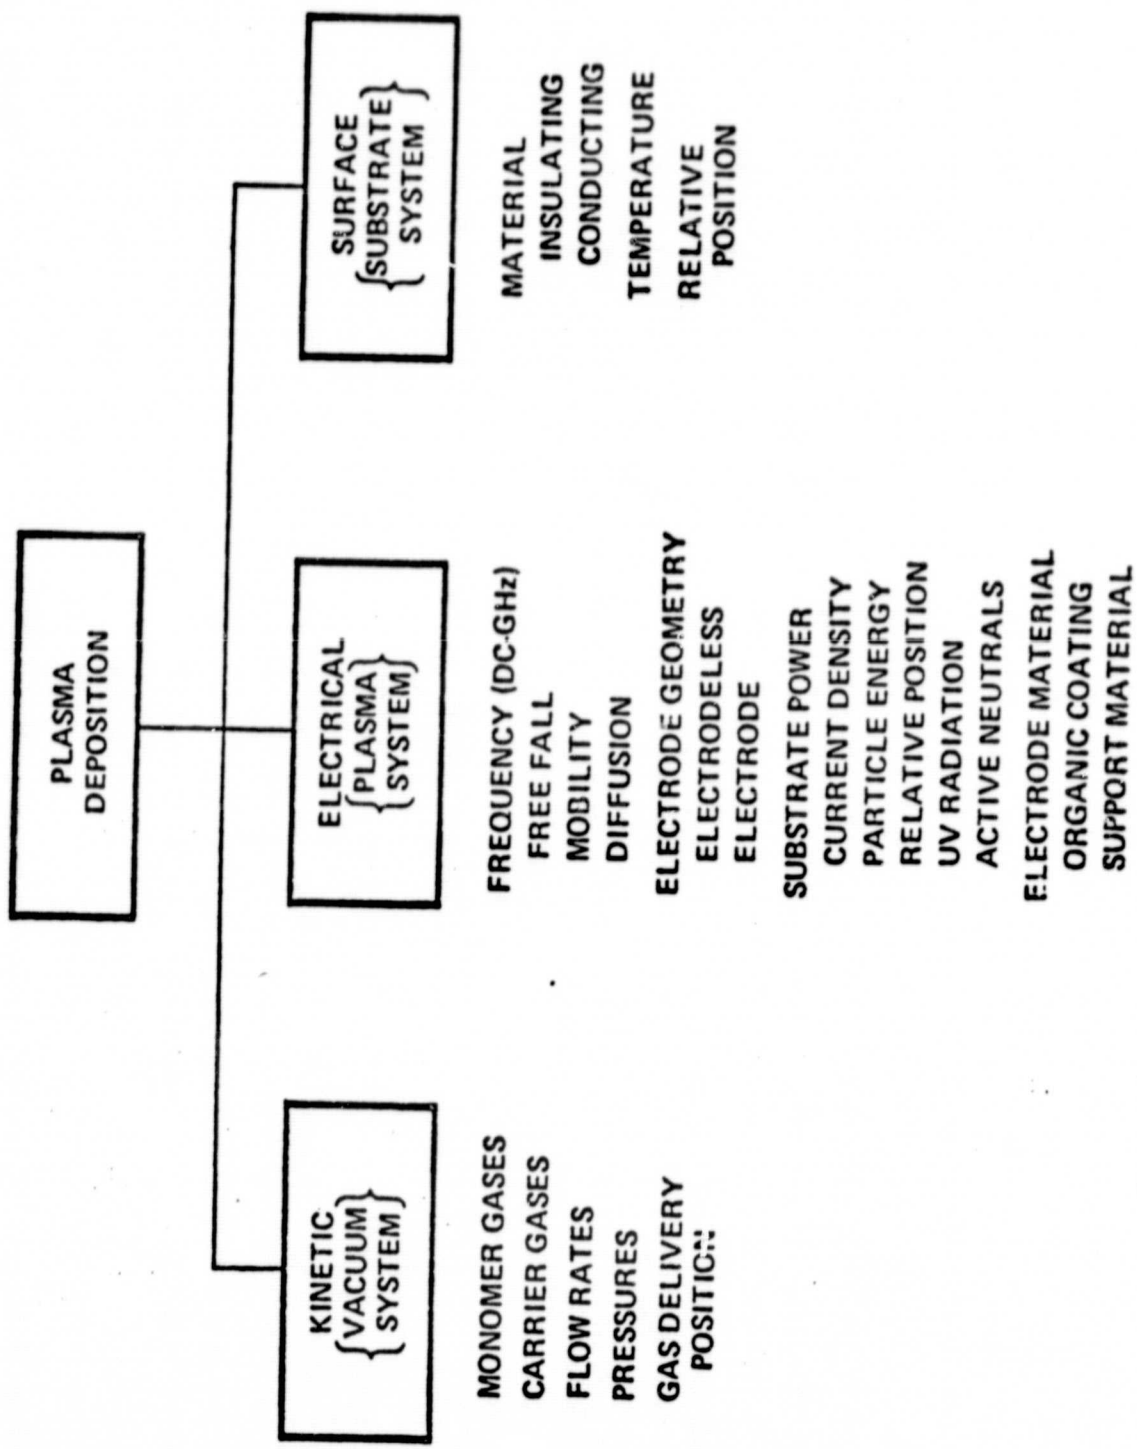 PLASMA
DEPOSITION
KINETIC
{VACUUM}
{SYSTEM}
MONOMER GASES
CARRIER GASES
FLOW RATES
PRESSURES
GAS DELIVERY
POSITION
ELECTRICAL
{PLASMA}
{SYSTEM}
FREQUENCY (DC-GHz)
FREE FALL
MOBILITY
DIFFUSION
ELECTRODE GEOMETRY
ELECTRODELESS
ELECTRODE
SUBSTRATE POWER
CURRENT DENSITY
PARTICLE ENERGY
RELATIVE POSITION
UV RADIATION
ACTIVE NEUTRALS
ELECTRODE MATERIAL
ORGANIC COATING
SUPPORT MATERIAL
SURFACE
{SUBSTRATE}
{SYSTEM}
MATERIAL
INSULATING
CONDUCTING
TEMPERATURE
RELATIVE
POSITION